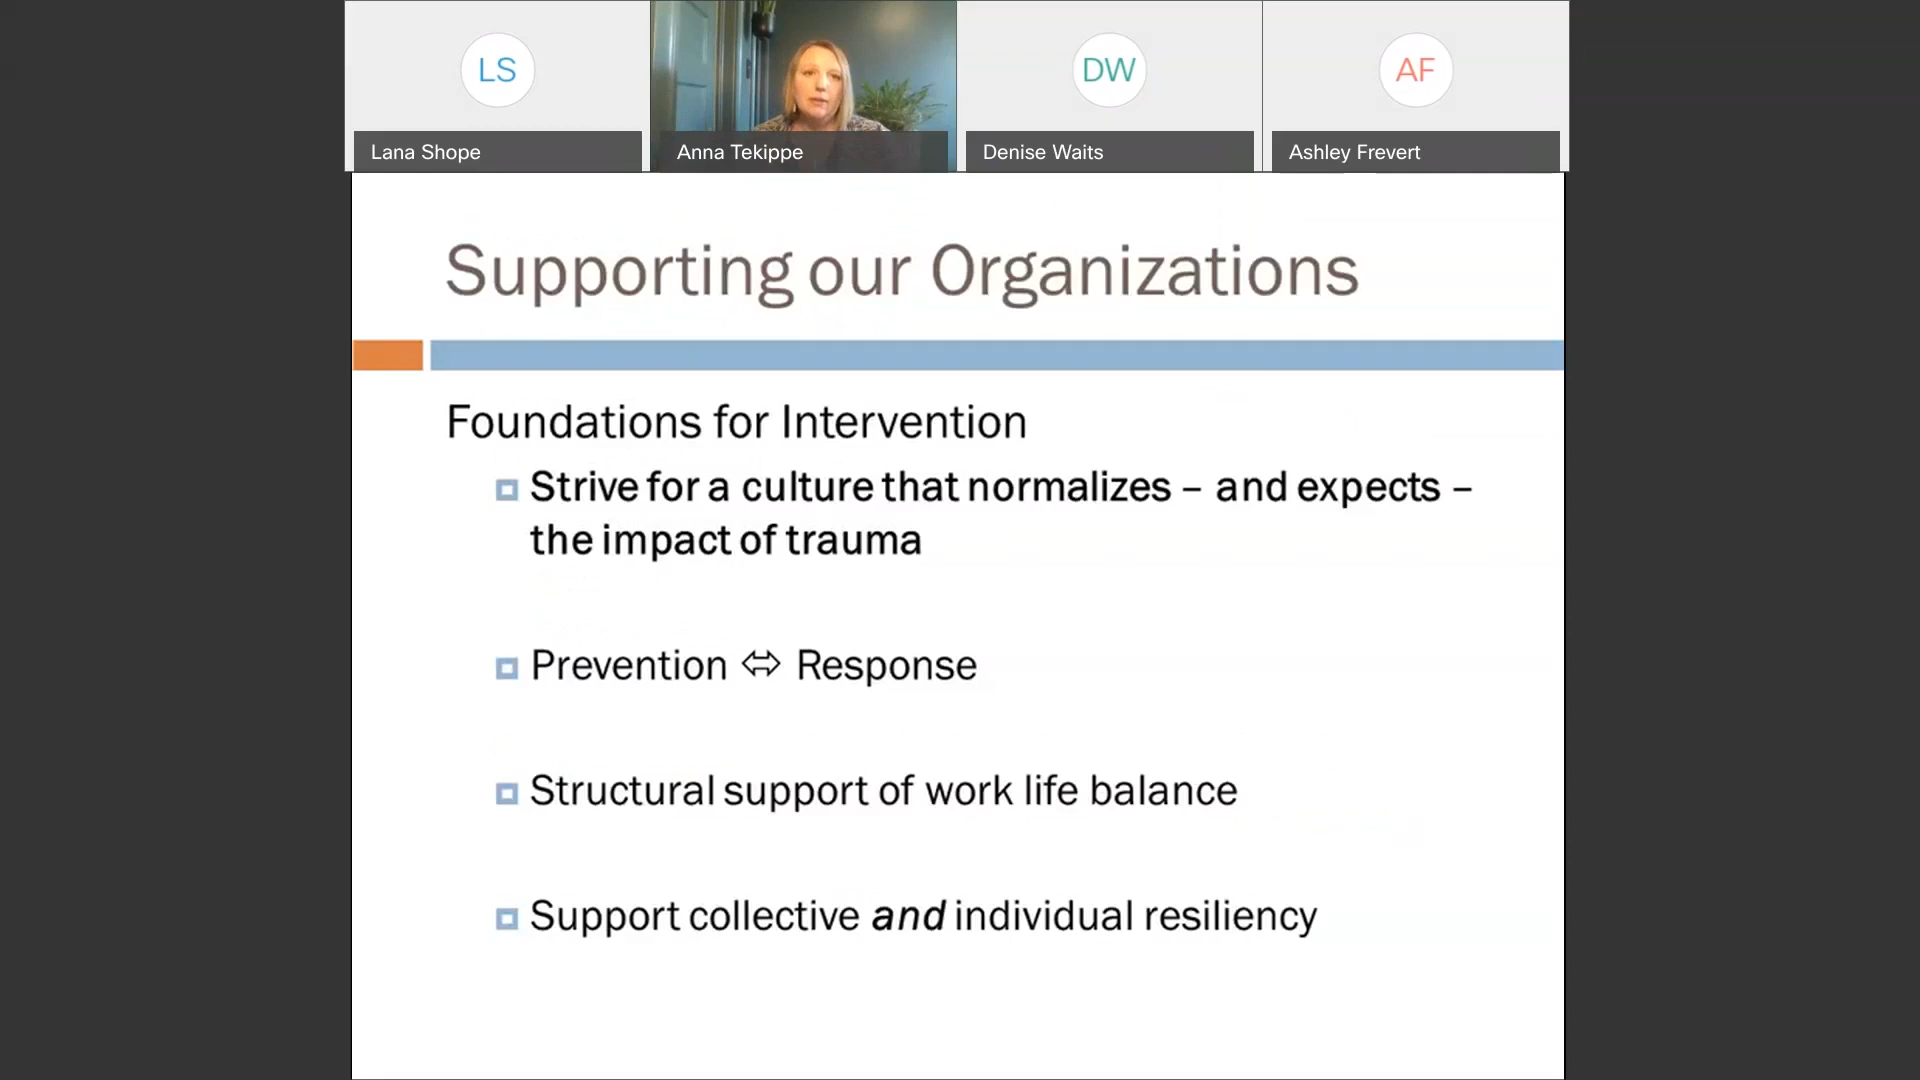 LS
DW
AF
Lana Shope
Anna Tekippe
Denise Waits
Ashley Frevert
Supporting our Organizations
Foundations for Intervention
Strive for a culture that normalizes – and expects –
the impact of trauma
Prevention ⬄ Response
Structural support of work life balance
Support collective and individual resiliency